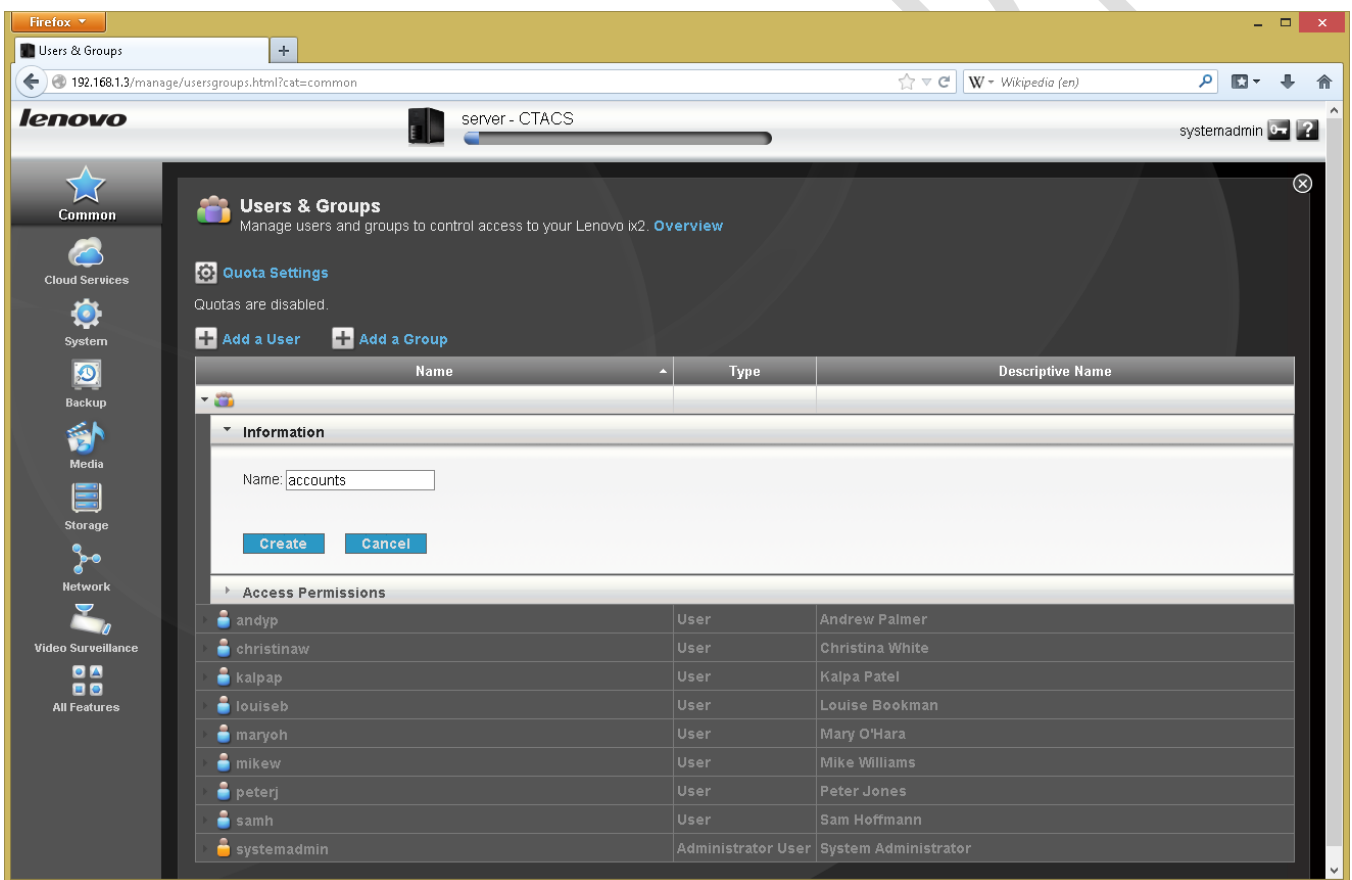 Firefox
Users & Groups
192.168.1.3/manage/usersgroups.html?cat=common
W Wikipedia (en)
lenovo
server - CTACS
systemadmin
?
Common
Cloud Services
System
Backup
Media
Storage
Network
Video Surveillance
All Features
Users & Groups
Manage users and groups to control access to your Lenovo ix2. Overview
Quota Settings
Quotas are disabled.
Add a User Add a Group
Name Type Descriptive Name
Information
Name: accounts
Create Cancel
Access Permissions
andyp User Andrew Palmer
christinaw User Christina White
kalpap User Kalpa Patel
louiseb User Louise Bookman
maryoh User Mary O'Hara
mikew User Mike Williams
peterj User Peter Jones
samh User Sam Hoffmann
systemadmin Administrator User System Administrator